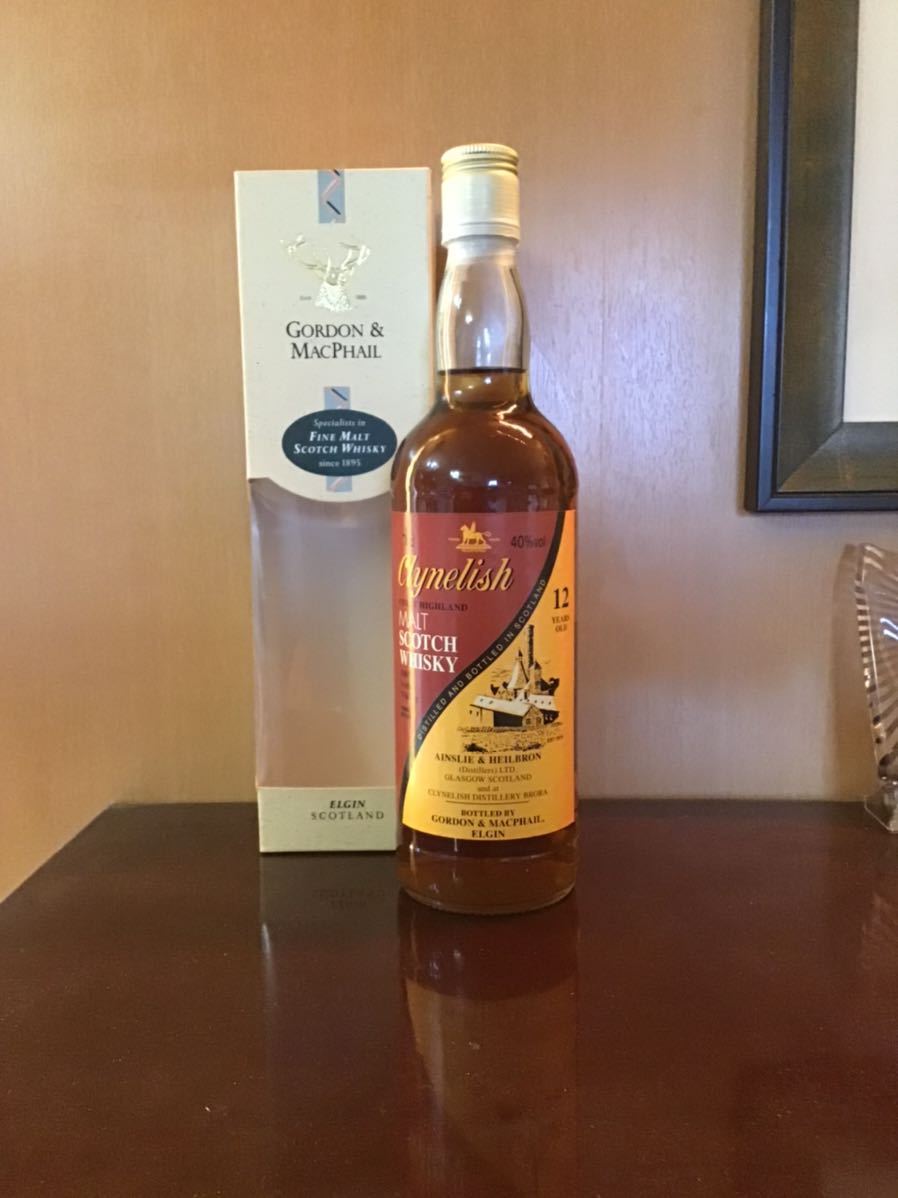 GORDON &
MACPHAIL
Specialists in
FINE MALT
SCOTCH WHISKY
since 1895
ELGIN
SCOTLAND
40%vol
Clynelish
HIGHLAND
MALT
SCOTCH
WHISKY
12
YEARS
OLD
DISTILLED AND BOTTLED IN SCOTLAND
AINSLIE & HEILBRON
(Distillers) LTD
GLASGOW SCOTLAND
and at
CLYNELISH DISTILLERY BRORA
BOTTLED BY
GORDON & MACPHAIL,
ELGIN